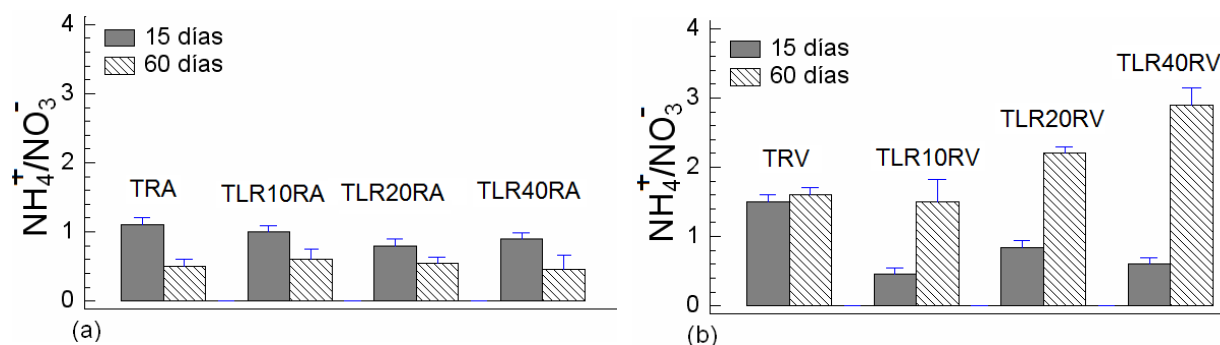 NH4+/NO3-
4
3
2
1
0
15 días
60 días
TRA
TLR10RA
TLR20RA
TLR40RA
(a)
NH4+/NO3-
4
3
2
1
0
15 días
60 días
TRV
TLR10RV
TLR20RV
TLR40RV
(b)